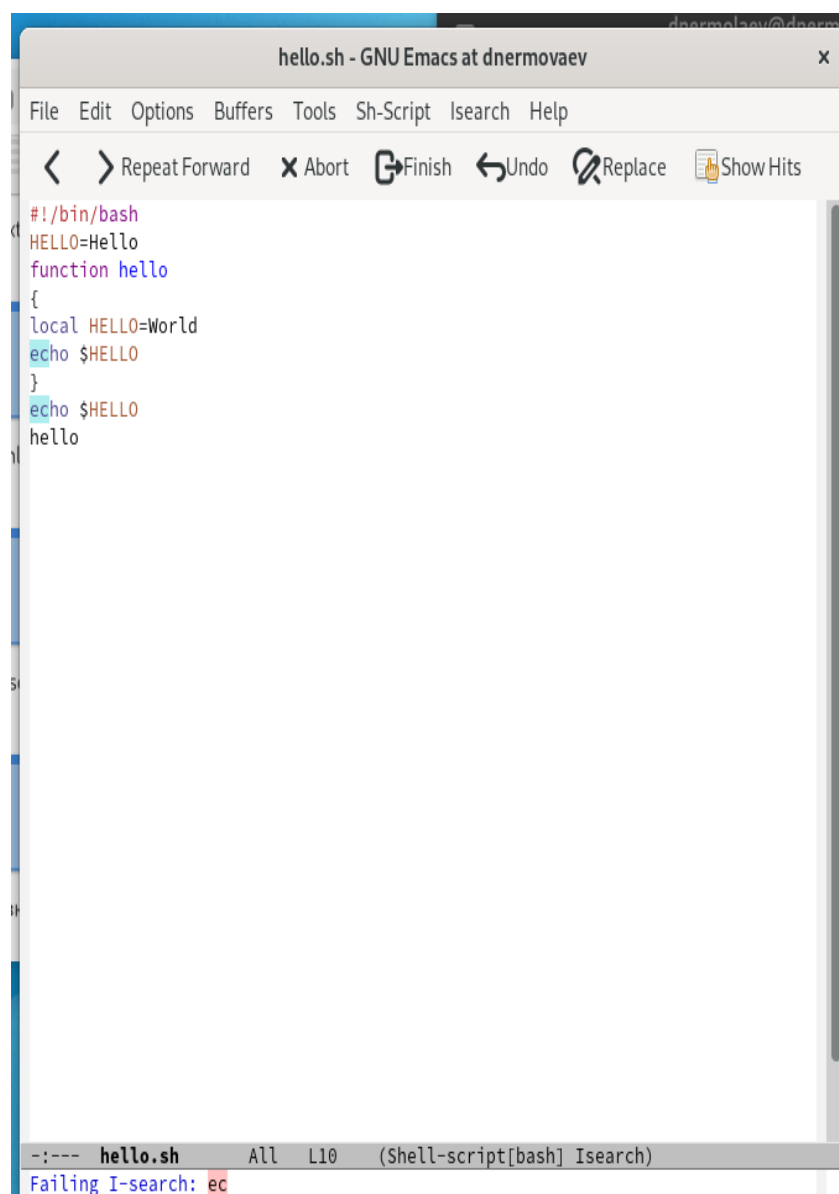 dnermolaev@dnerm
hello.sh - GNU Emacs at dnermovaev x
File Edit Options Buffers Tools Sh-Script Isearch Help
Repeat Forward Abort Finish Undo Replace Show Hits
#!/bin/bash
HELLO=Hello
function hello
{
local HELLO=World
echo $HELLO
}
echo $HELLO
hello
-:--- hello.sh All L10 (Shell-script[bash] Isearch)
Failing I-search: ec